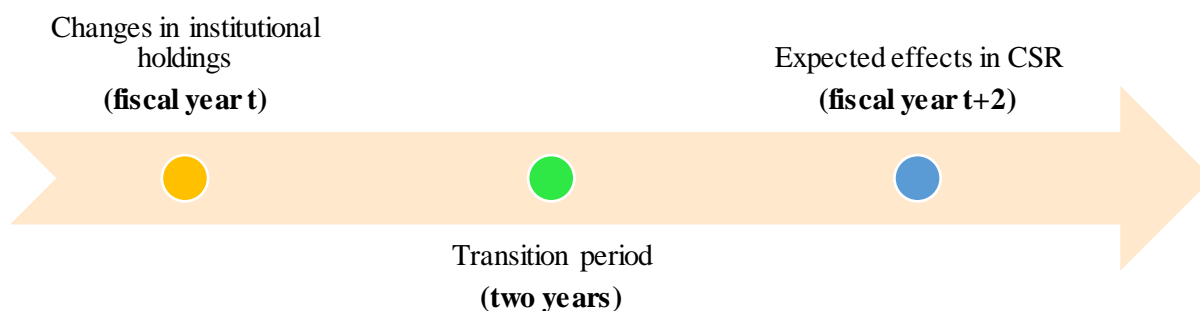 Changes in institutional
holdings
(fiscal year t)
Expected effects in CSR
(fiscal year t+2)
Transition period
(two years)